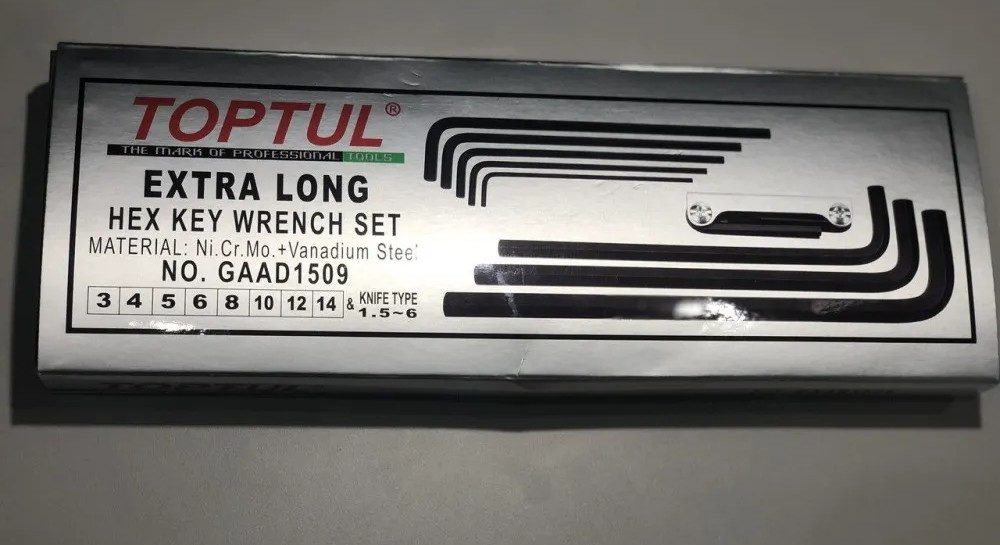 TOPTUL®
THE MARK OF PROFESSIONAL TOOLS
EXTRA LONG
HEX KEY WRENCH SET
MATERIAL: Ni.Cr.Mo.+Vanadium Steel
NO. GAAD1509
3 4 5 6 8 10 12 14 & KNIFE TYPE 1.5~6
TOPTUL